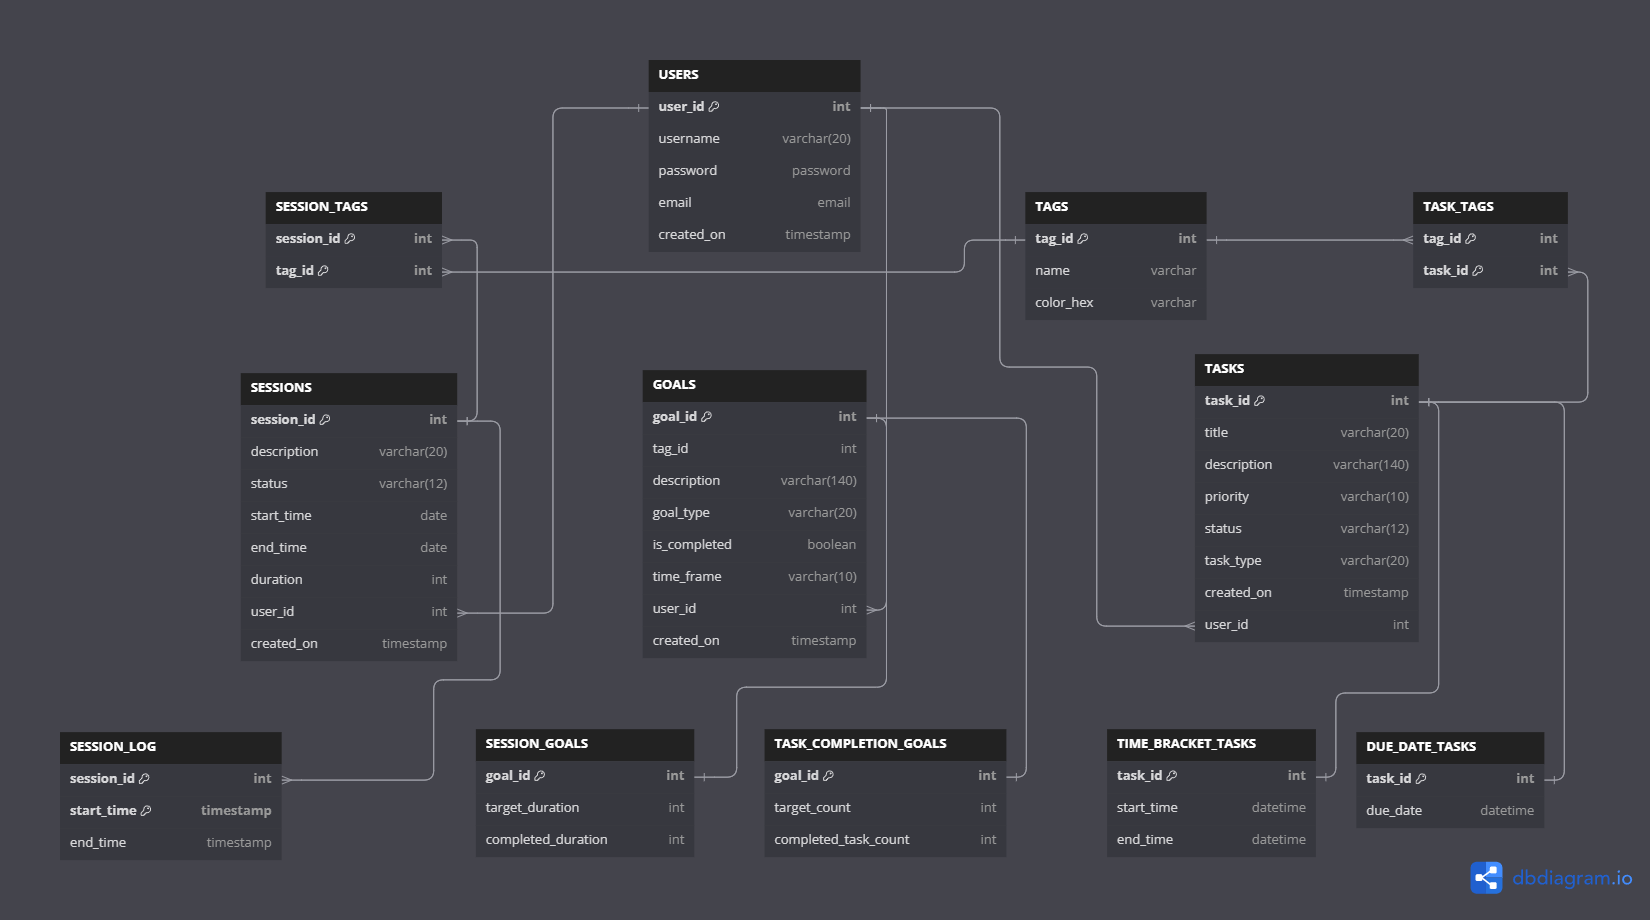 USERS
user_id int
username varchar(20)
password password
email email
created_on timestamp
SESSION_TAGS
session_id int
tag_id int
TAGS
tag_id int
name varchar
color_hex varchar
TASK_TAGS
tag_id int
task_id int
SESSIONS
session_id int
description varchar(20)
status varchar(12)
start_time date
end_time date
duration int
user_id int
created_on timestamp
GOALS
goal_id int
tag_id int
description varchar(140)
goal_type varchar(20)
is_completed boolean
time_frame varchar(10)
user_id int
created_on timestamp
TASKS
task_id int
title varchar(20)
description varchar(140)
priority varchar(10)
status varchar(12)
task_type varchar(20)
created_on timestamp
user_id int
SESSION_LOG
session_id int
start_time timestamp
end_time timestamp
SESSION_GOALS
goal_id int
target_duration int
completed_duration int
TASK_COMPLETION_GOALS
goal_id int
target_count int
completed_task_count int
TIME_BRACKET_TASKS
task_id int
start_time datetime
end_time datetime
DUE_DATE_TASKS
task_id int
due_date datetime
dbdiagram.io